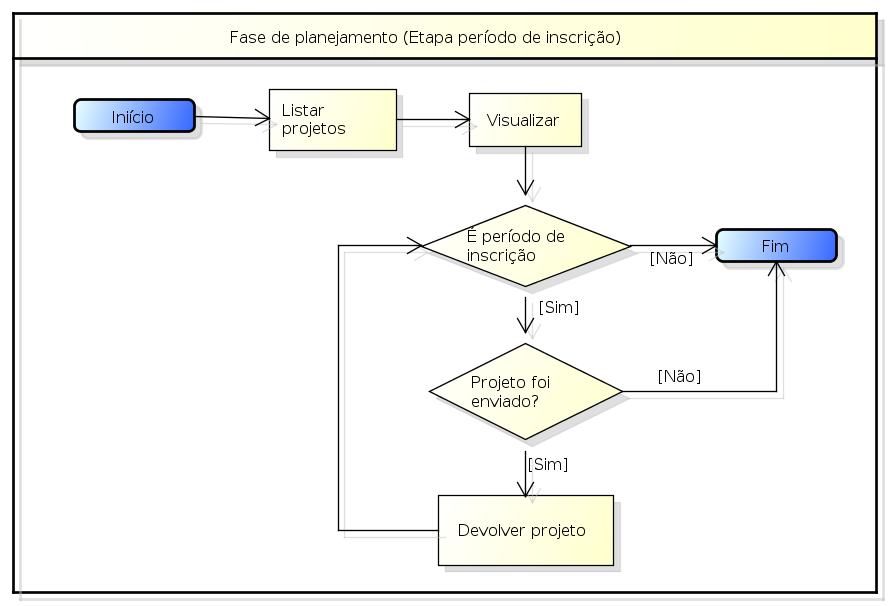 Fase de planejamento (Etapa período de inscrição)
Iniício
Listar
projetos
Visualizar
É período de
inscrição
[Não]
Fim
[Sim]
Projeto foi
enviado?
[Não]
[Sim]
Devolver projeto